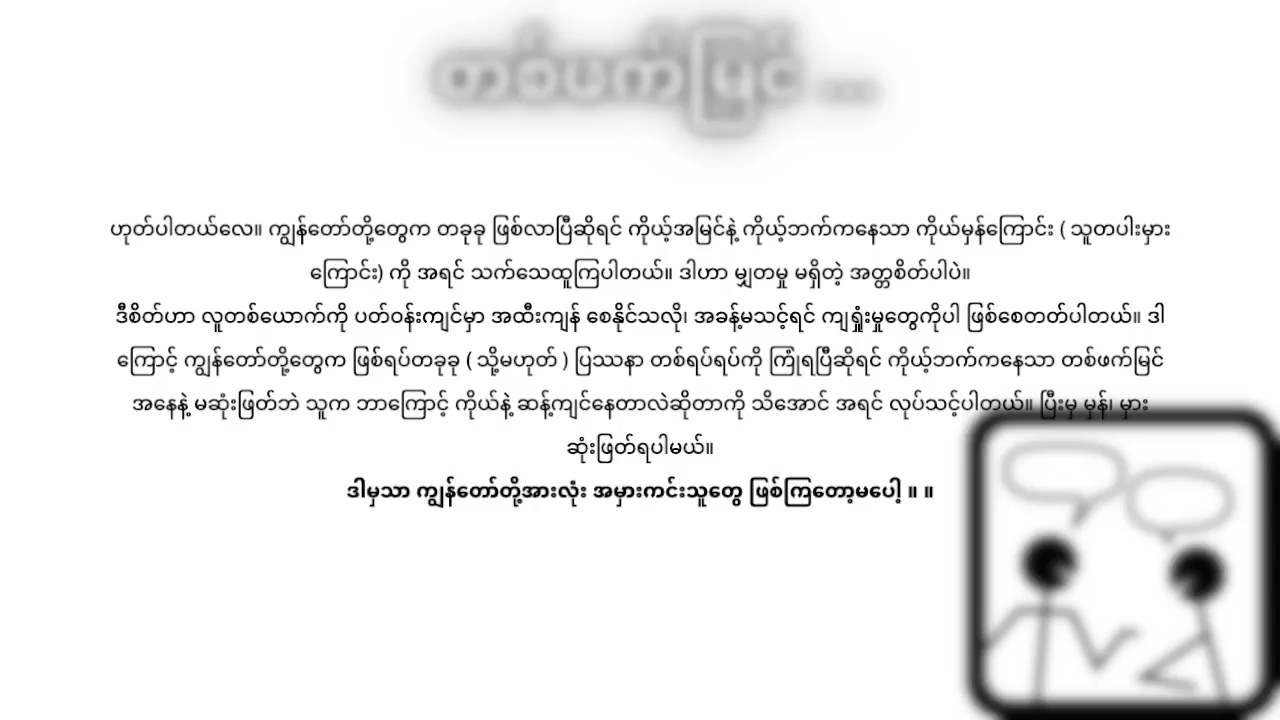 တစ်ဖက်မြင် ...
ဟုတ်ပါတယ်လေ။ ကျွန်တော်တို့တွေက တခုခု ဖြစ်လာပြီဆိုရင် ကိုယ့်အမြင်နဲ့ ကိုယ့်ဘက်ကနေသာ ကိုယ်မှန်ကြောင်း ( သူတပါးမှား
ကြောင်း) ကို အရင် သက်သေထူကြပါတယ်။ ဒါဟာ မျှတမှု မရှိတဲ့ အတ္တစိတ်ပါပဲ။
ဒီစိတ်ဟာ လူတစ်ယောက်ကို ပတ်ဝန်းကျင်မှာ အထီးကျန် စေနိုင်သလို၊ အခန့်မသင့်ရင် ကျရှုံးမှုတွေကိုပါ ဖြစ်စေတတ်ပါတယ်။ ဒါ
ကြောင့် ကျွန်တော်တို့တွေက ဖြစ်ရပ်တခုခု ( သို့မဟုတ် ) ပြဿနာ တစ်ရပ်ရပ်ကို ကြုံရပြီဆိုရင် ကိုယ့်ဘက်ကနေသာ တစ်ဖက်မြင်
အနေနဲ့ မဆုံးဖြတ်ဘဲ သူက ဘာကြောင့် ကိုယ်နဲ့ ဆန့်ကျင်နေတာလဲဆိုတာကို သိအောင် အရင် လုပ်သင့်ပါတယ်။ ပြီးမှ မှန်၊ မှား
ဆုံးဖြတ်ရပါမယ်။
ဒါမှသာ ကျွန်တော်တို့အားလုံး အမှားကင်းသူတွေ ဖြစ်ကြတော့မပေါ့ ။ ။